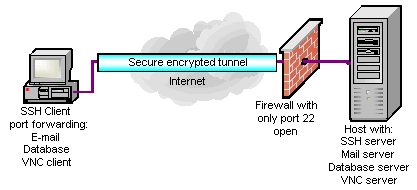 Secure encrypted tunnel
Internet
SSH Client
port forwarding:
E-mail
Database
VNC client
Firewall with
only port 22
open
Host with:
SSH server
Mail server
Database server
VNC server